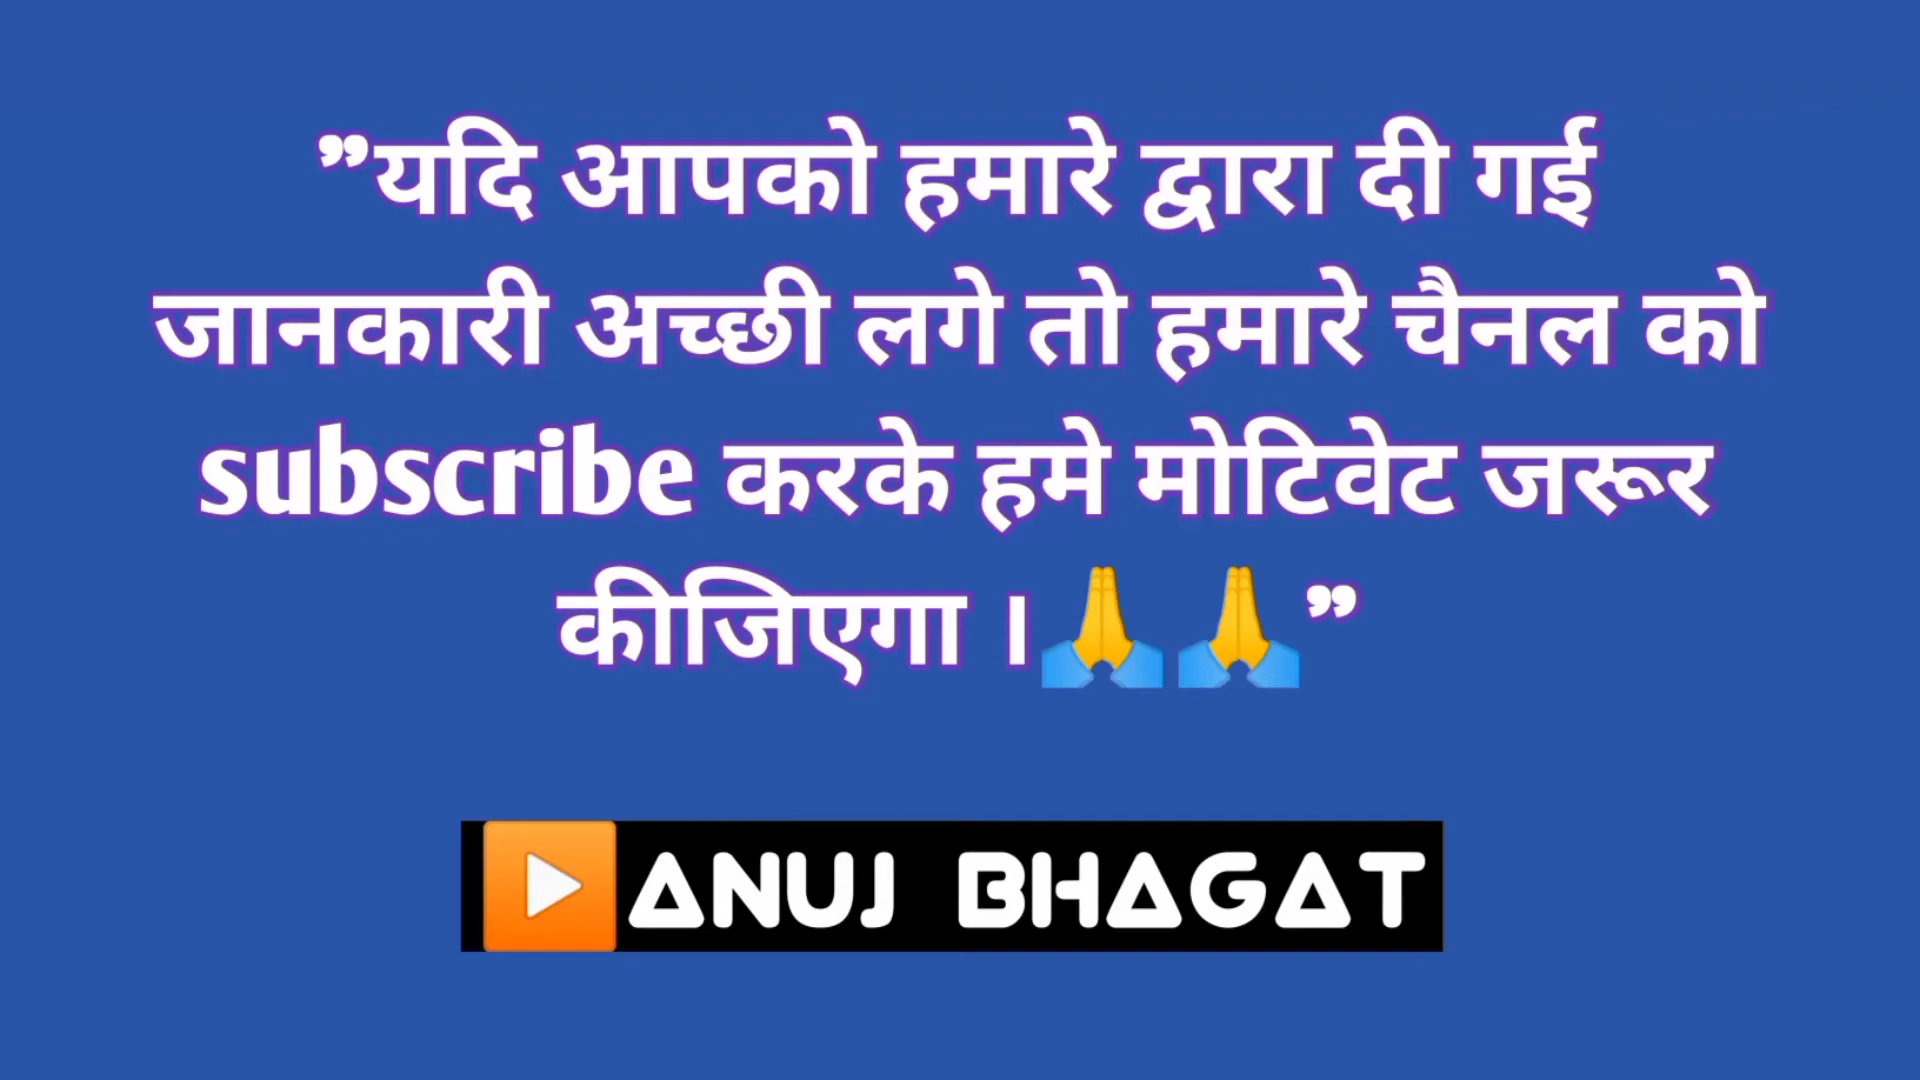 ”यदि आपको हमारे द्वारा दी गई
जानकारी अच्छी लगे तो हमारे चैनल को
subscribe करके हमे मोटिवेट जरूर
कीजिएगा ।🙏🙏”
▶️ANUJ BHAGAT